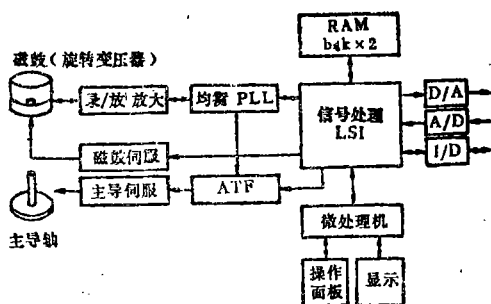 RAM
b4k×2
磁鼓(旋转变压器)
录/放 放大
均衡 PLL
信号处理
LSI
D/A
A/D
I/D
磁鼓伺服
主导伺服
ATF
主导轴
微处理机
操作
面板
显示